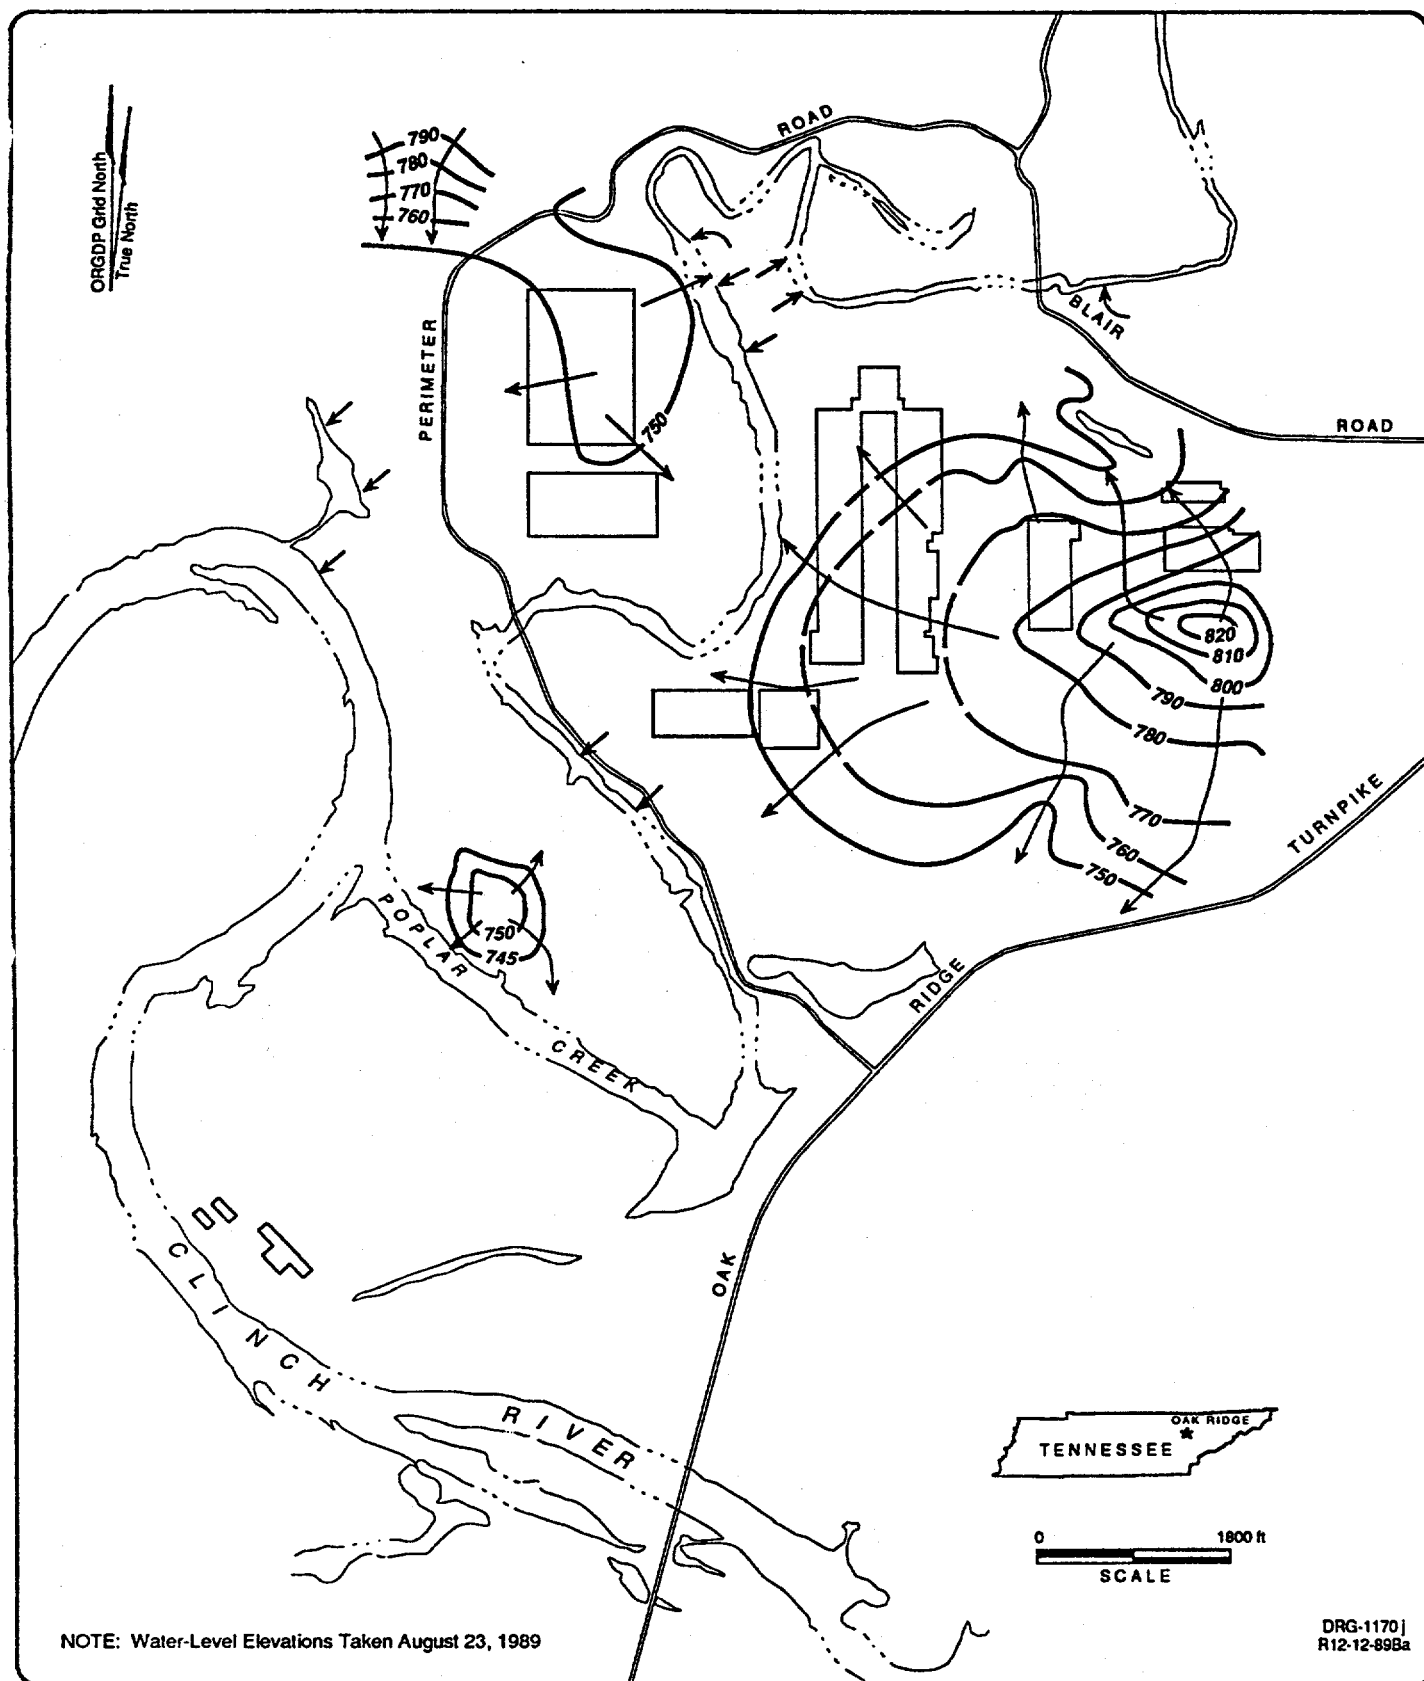 ROAD
790
780
770
760
ORGDP Grid North
True North
PERIMETER
BLAIR
ROAD
750
820
810
800
790
780
770
760
750
TURNPIKE
750
745
POPLAR
CREEK
RIDGE
OAK
CLINCH
RIVER
OAK RIDGE
TENNESSEE
0 1800 ft
SCALE
NOTE: Water-Level Elevations Taken August 23, 1989
DRG-1170 j
R12-12-89Ba